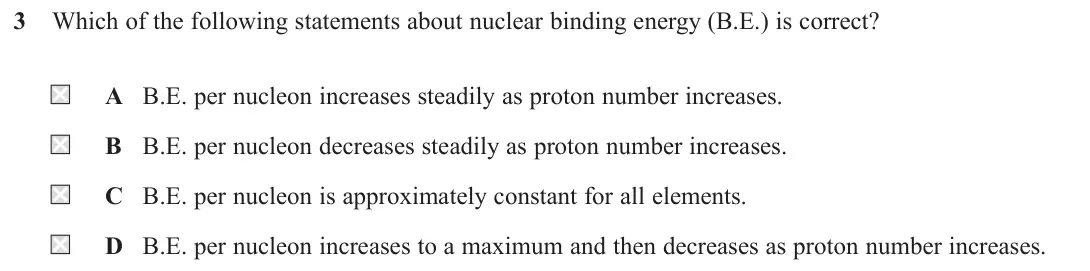 3 Which of the following statements about nuclear binding energy (B.E.) is correct?
A B.E. per nucleon increases steadily as proton number increases.
B B.E. per nucleon decreases steadily as proton number increases.
C B.E. per nucleon is approximately constant for all elements.
D B.E. per nucleon increases to a maximum and then decreases as proton number increases.